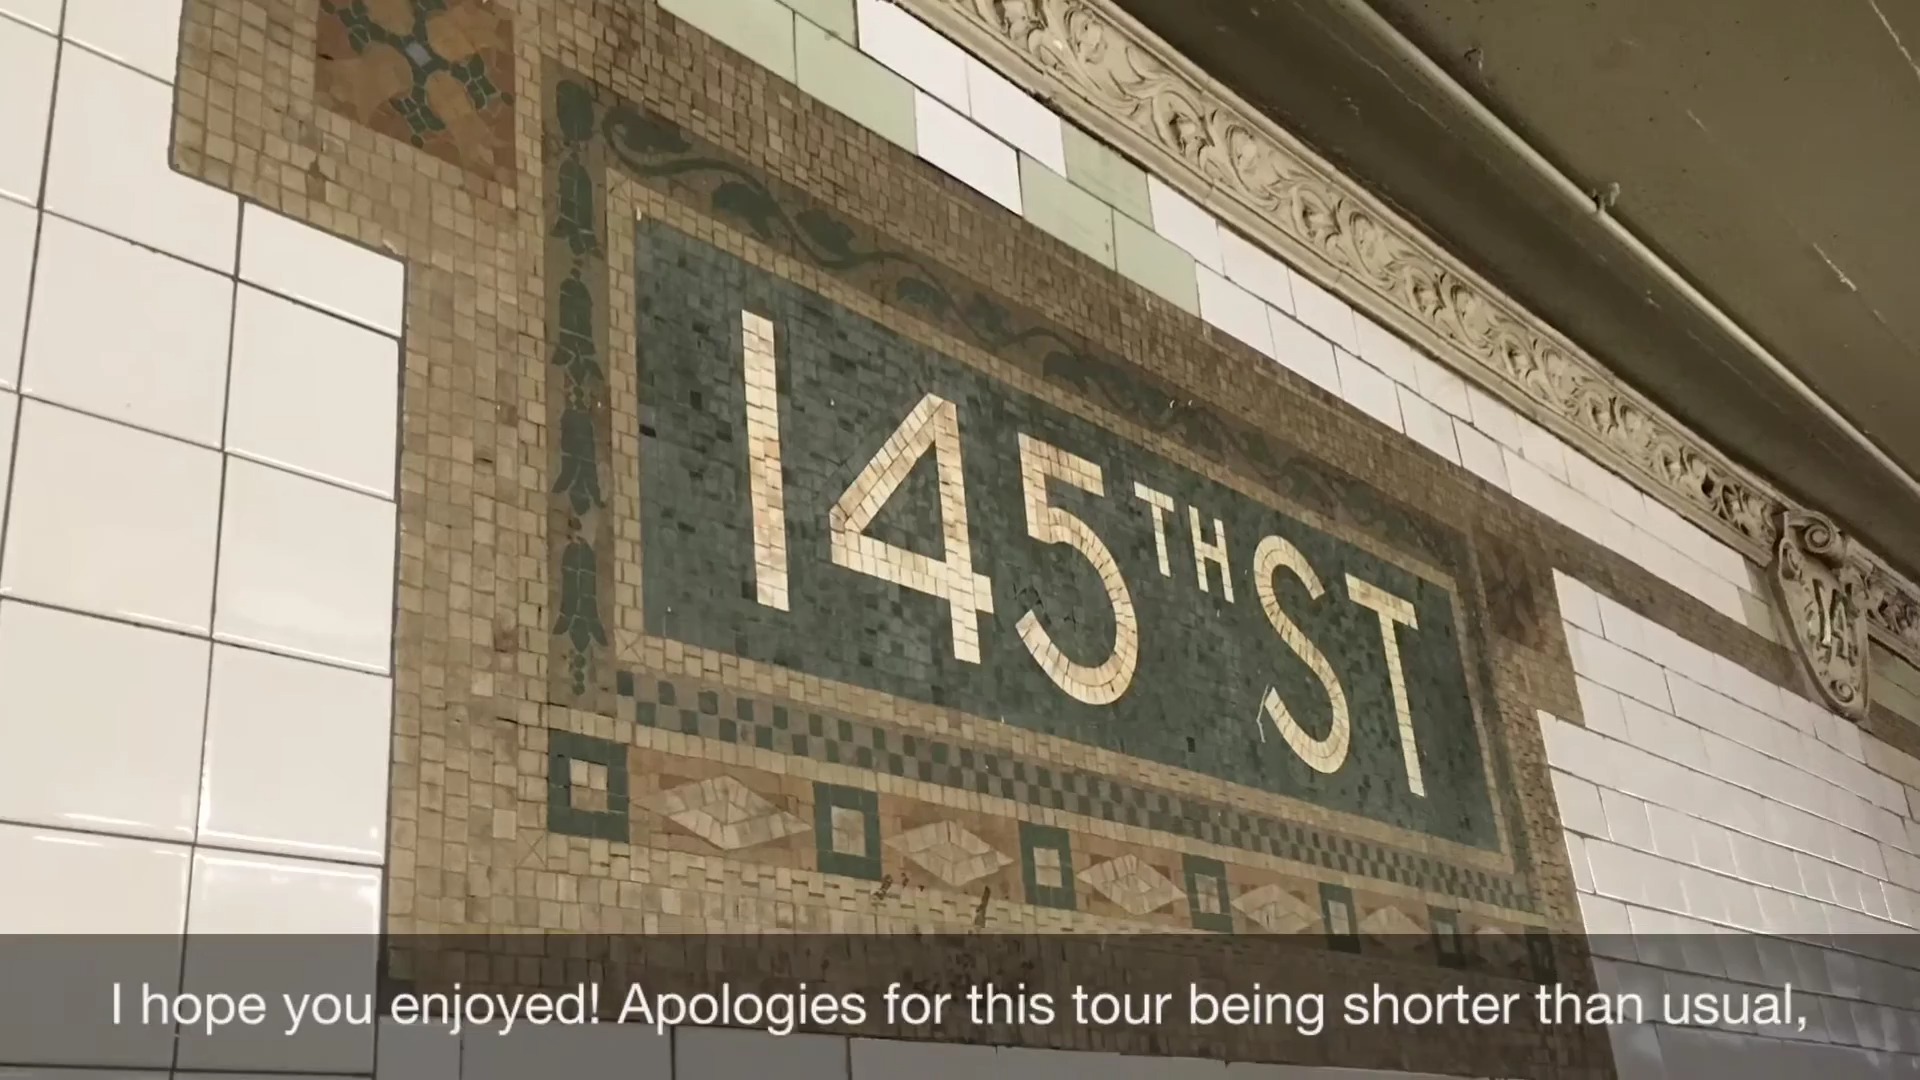 145TH ST
I hope you enjoyed! Apologies for this tour being shorter than usual,